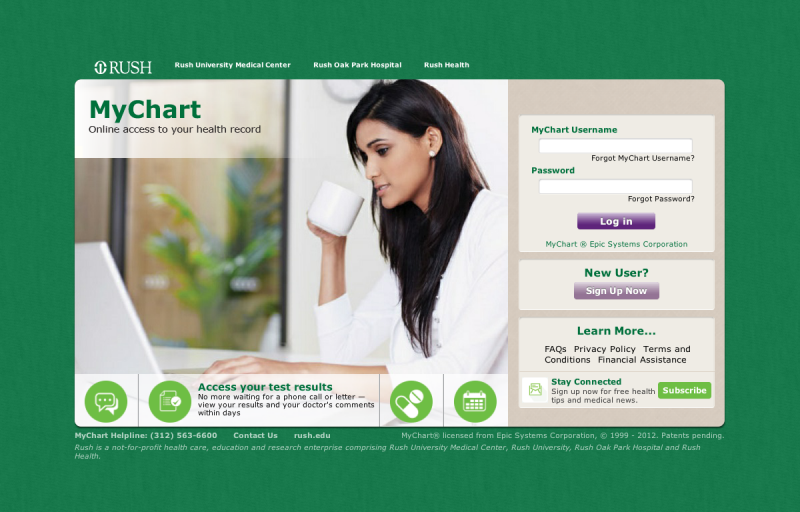 RUSH
Rush University Medical Center Rush Oak Park Hospital Rush Health
MyChart
Online access to your health record
MyChart Username
Forgot MyChart Username?
Password
Forgot Password?
Log in
MyChart ® Epic Systems Corporation
New User?
Sign Up Now
Learn More...
FAQs Privacy Policy Terms and
Conditions Financial Assistance
Stay Connected
Sign up now for free health
tips and medical news.
Subscribe
Access your test results
No more waiting for a phone call or letter —
view your results and your doctor's comments
within days
MyChart Helpline: (312) 563-6600 Contact Us rush.edu
MyChart® licensed from Epic Systems Corporation, © 1999 - 2012. Patents pending.
Rush is a not-for-profit health care, education and research enterprise comprising Rush University Medical Center, Rush University, Rush Oak Park Hospital and Rush
Health.